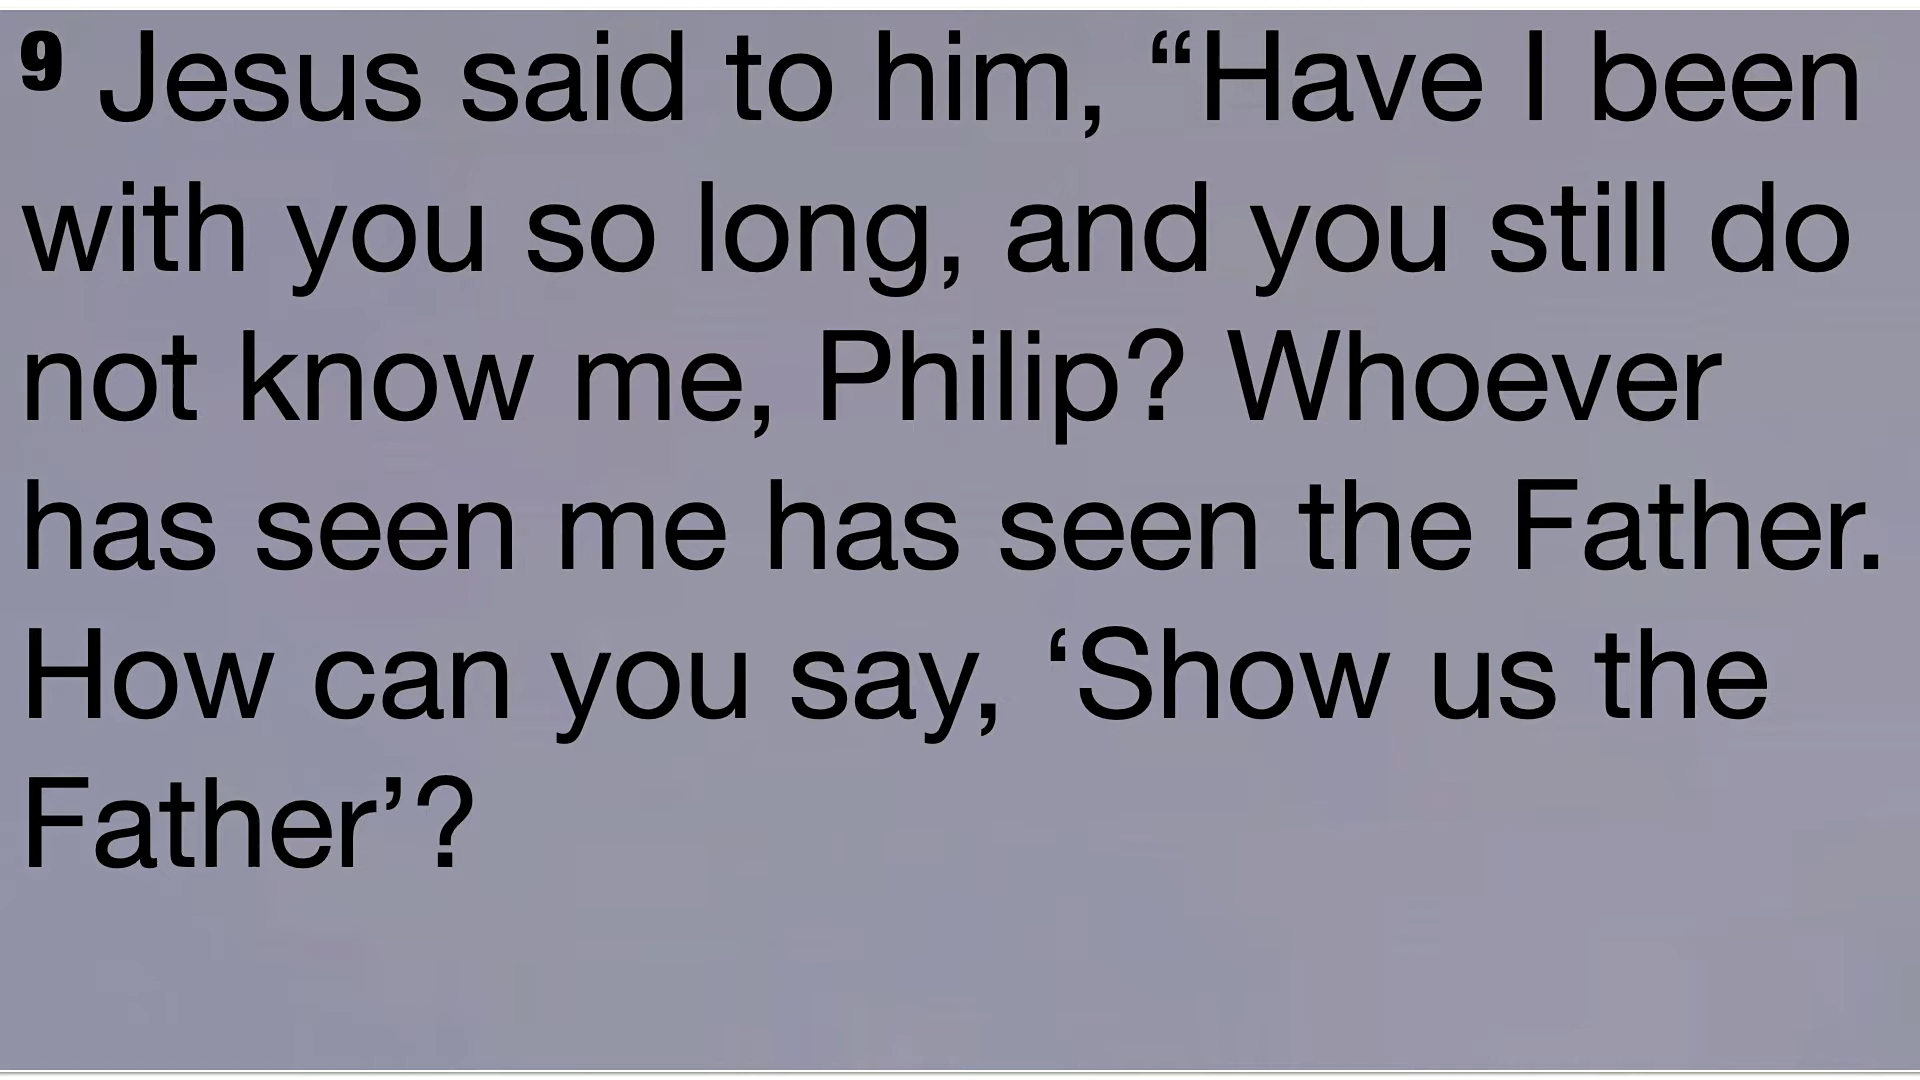 9 Jesus said to him, “Have I been
with you so long, and you still do
not know me, Philip? Whoever
has seen me has seen the Father.
How can you say, ‘Show us the
Father’?